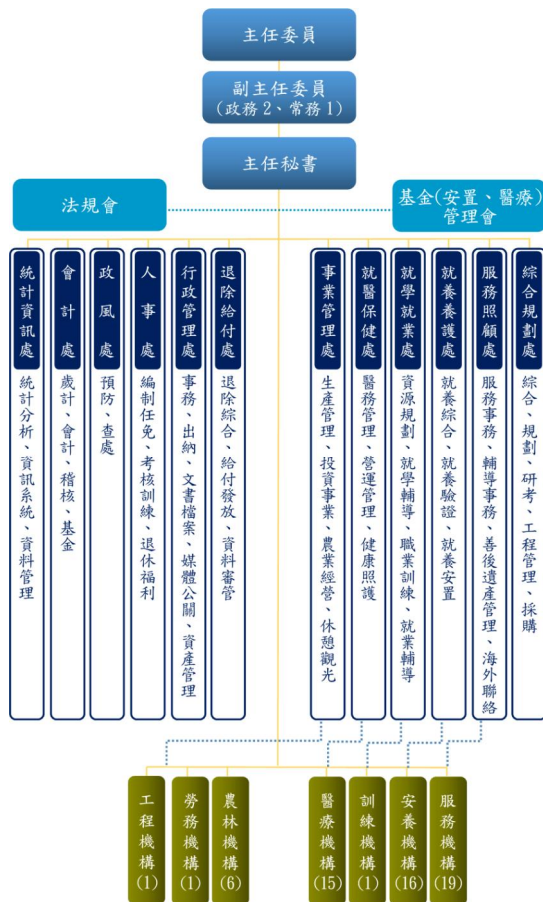 主任委員
副主任委員
(政務2、常務1)
主任秘書
法規會
基金(安置、醫療)
管理會
綜合規劃處
綜合、規劃、研考、工程管理、採購
服務照顧處
服務事務、輔導事務、善後遺產管理、海外聯絡
就養養護處
就養綜合、就養驗證、就養安置
就學就業處
資源規劃、就學輔導、職業訓練、就業輔導
就醫保健處
醫務管理、營運管理、健康照護
事業管理處
生產管理、投資事業、農業經營、休憩觀光
退除給付處
退除綜合、給付發放、資料審管
行政管理處
事務、出納、文書檔案、媒體公關、資產管理
人事處
編制任免、考核訓練、退休福利
政風處
預防、查處
會計處
歲計、會計、稽核、基金
統計資訊處
統計分析、資訊系統、資料管理
服務機構(19)
安養機構(16)
訓練機構(1)
醫療機構(15)
農林機構(6)
勞務機構(1)
工程機構(1)